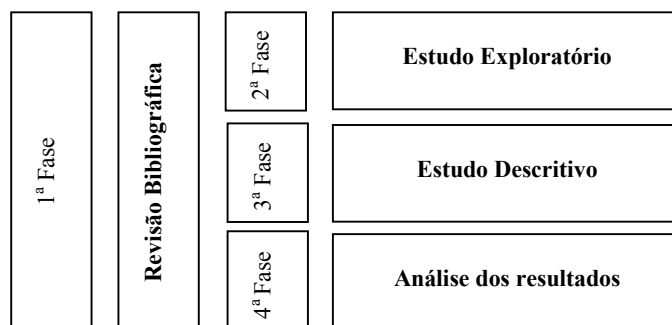 1ª Fase
Revisão Bibliográfica
2ª Fase
Estudo Exploratório
3ª Fase
Estudo Descritivo
4ª Fase
Análise dos resultados